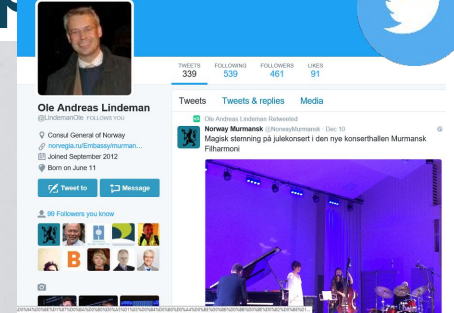 TWEETS FOLLOWING FOLLOWERS LIKES
339 539 461 91
Ole Andreas Lindeman
@LindemanOle FOLLOWS YOU
Consul General of Norway
norvegia.ru/Embassy/murman…
Joined September 2012
Born on June 11
Tweet to Message
99 Followers you know
B
Tweets Tweets & replies Media
Ole Andreas Lindeman Retweeted
Norway Murmansk @NorwayMurmansk · Dec 10
Magisk stemning på julekonsert i den nye konserthallen Murmansk
Filharmoni